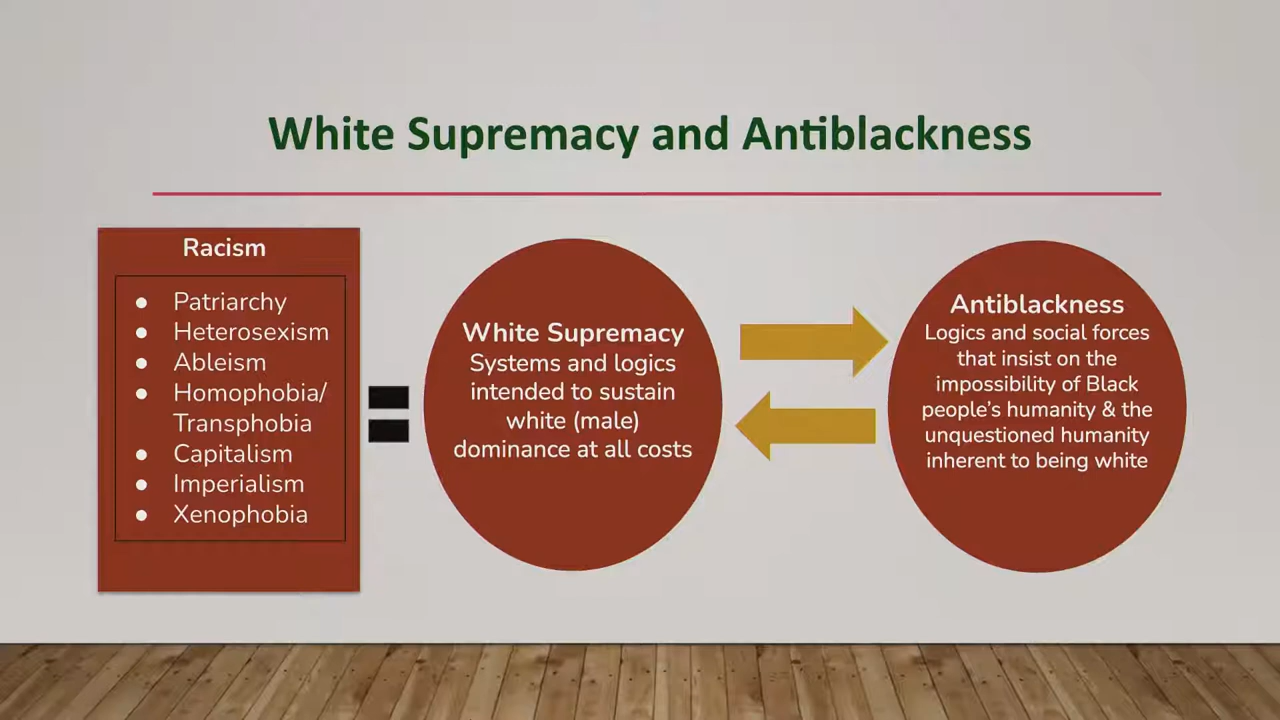 White Supremacy and Antiblackness
Racism
● Patriarchy
● Heterosexism
● Ableism
● Homophobia/
Transphobia
● Capitalism
● Imperialism
● Xenophobia
=
White Supremacy
Systems and logics
intended to sustain
white (male)
dominance at all costs
Antiblackness
Logics and social forces
that insist on the
impossibility of Black
people’s humanity & the
unquestioned humanity
inherent to being white